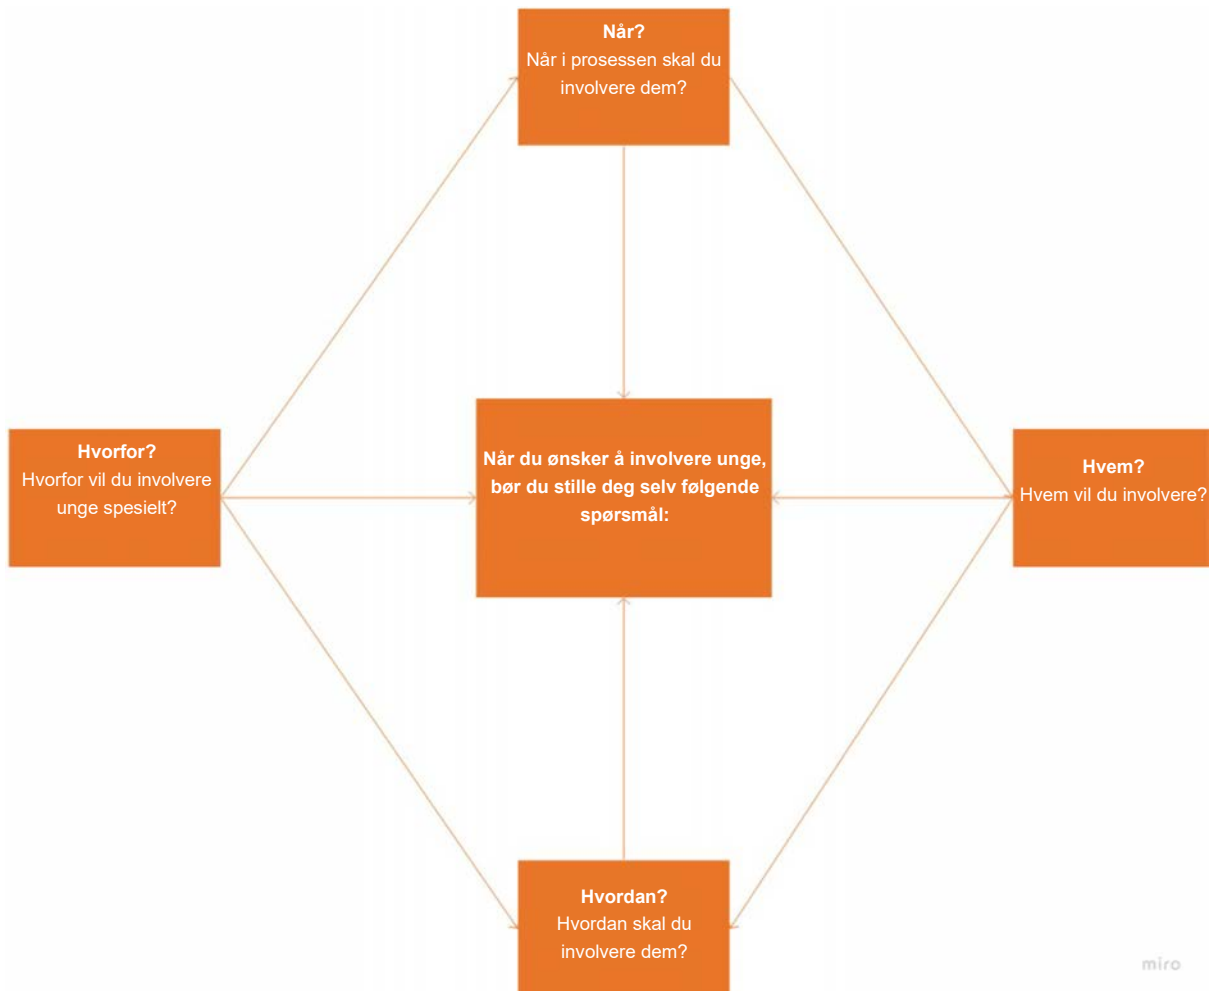 Når?
Når i prosessen skal du
involvere dem?
Hvorfor?
Hvorfor vil du involvere
unge spesielt?
Når du ønsker å involvere unge,
bør du stille deg selv følgende
spørsmål:
Hvem?
Hvem vil du involvere?
Hvordan?
Hvordan skal du
involvere dem?
miro